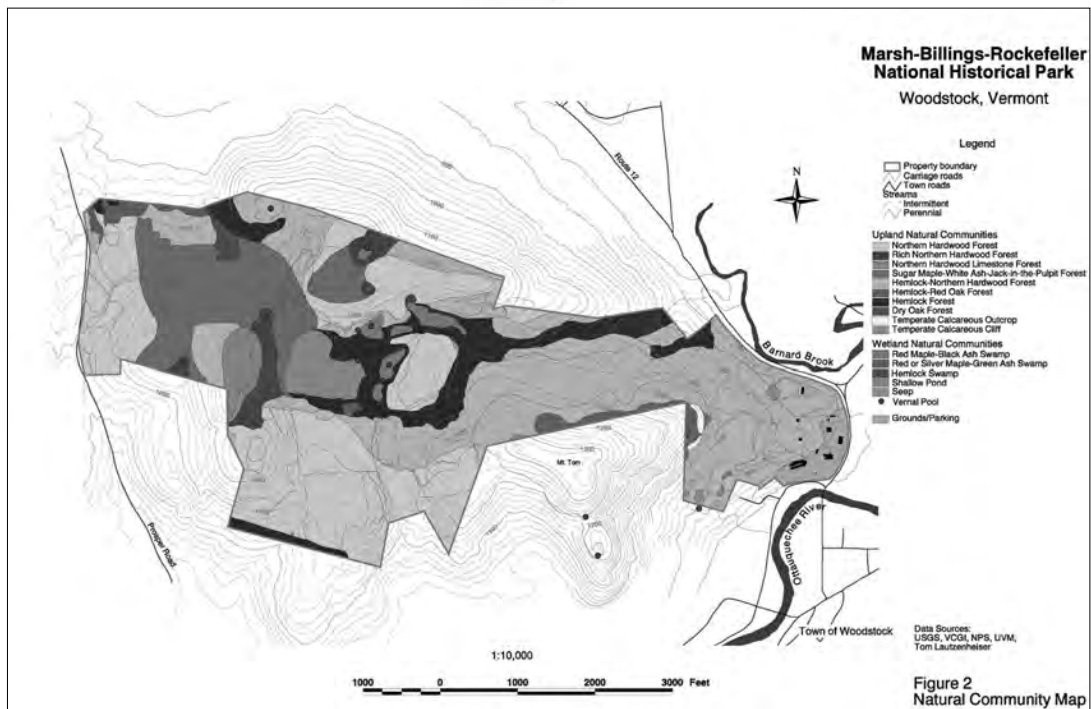 Marsh-Billings-Rockefeller
National Historical Park
Woodstock, Vermont
Legend
Property boundary
Carriage roads
Town roads
Streams
Intermittent
Perennial
Upland Natural Communities
Northern Hardwood Forest
Rich Northern Hardwood Forest
Northern Hardwood Limestone Forest
Sugar Maple-White Ash-Jack-in-the-Pulpit Forest
Hemlock-Northern Hardwood Forest
Hemlock-Red Oak Forest
Hemlock Forest
Dry Oak Forest
Temperate Calcareous Outcrop
Temperate Calcareous Cliff
Wetland Natural Communities
Red Maple-Black Ash Swamp
Red or Silver Maple-Green Ash Swamp
Hemlock Swamp
Shallow Pond
Seep
Vernal Pool
Grounds/Parking
N
Route 12
Barnard Brook
Mt. Tom
Prosper Road
Ottauquechee River
Town of Woodstock
Data Sources:
USGS, VCGI, NPS, UVM,
Tom Lautzenheiser
1:10,000
1000 0 1000 2000 3000 Feet
Figure 2
Natural Community Map